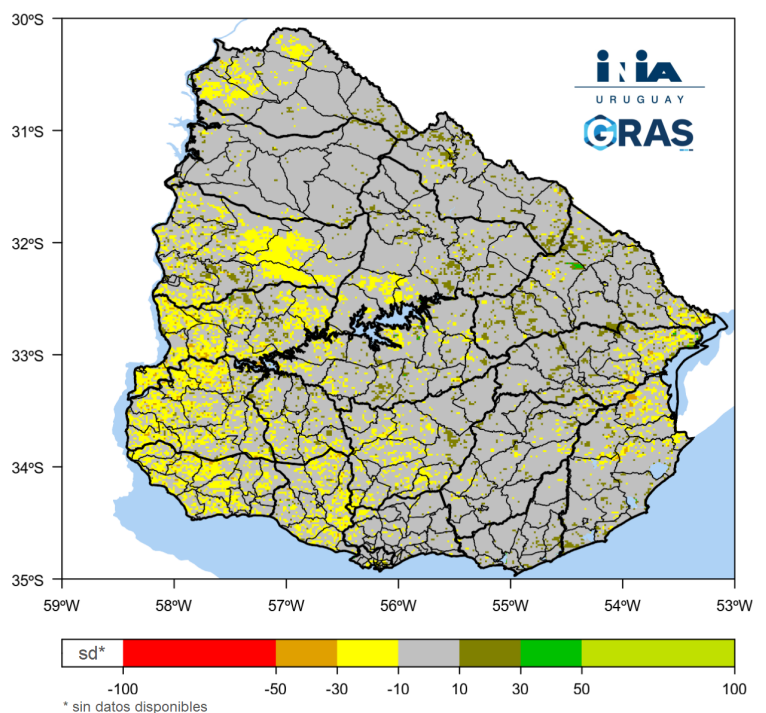 30ºS
iNiA
URUGUAY
GRAS
31ºS
32ºS
33ºS
34ºS
35ºS
59ºW 58ºW 57ºW 56ºW 55ºW 54ºW 53ºW
sd*
-100 -50 -30 -10 10 30 50 100
* sin datos disponibles